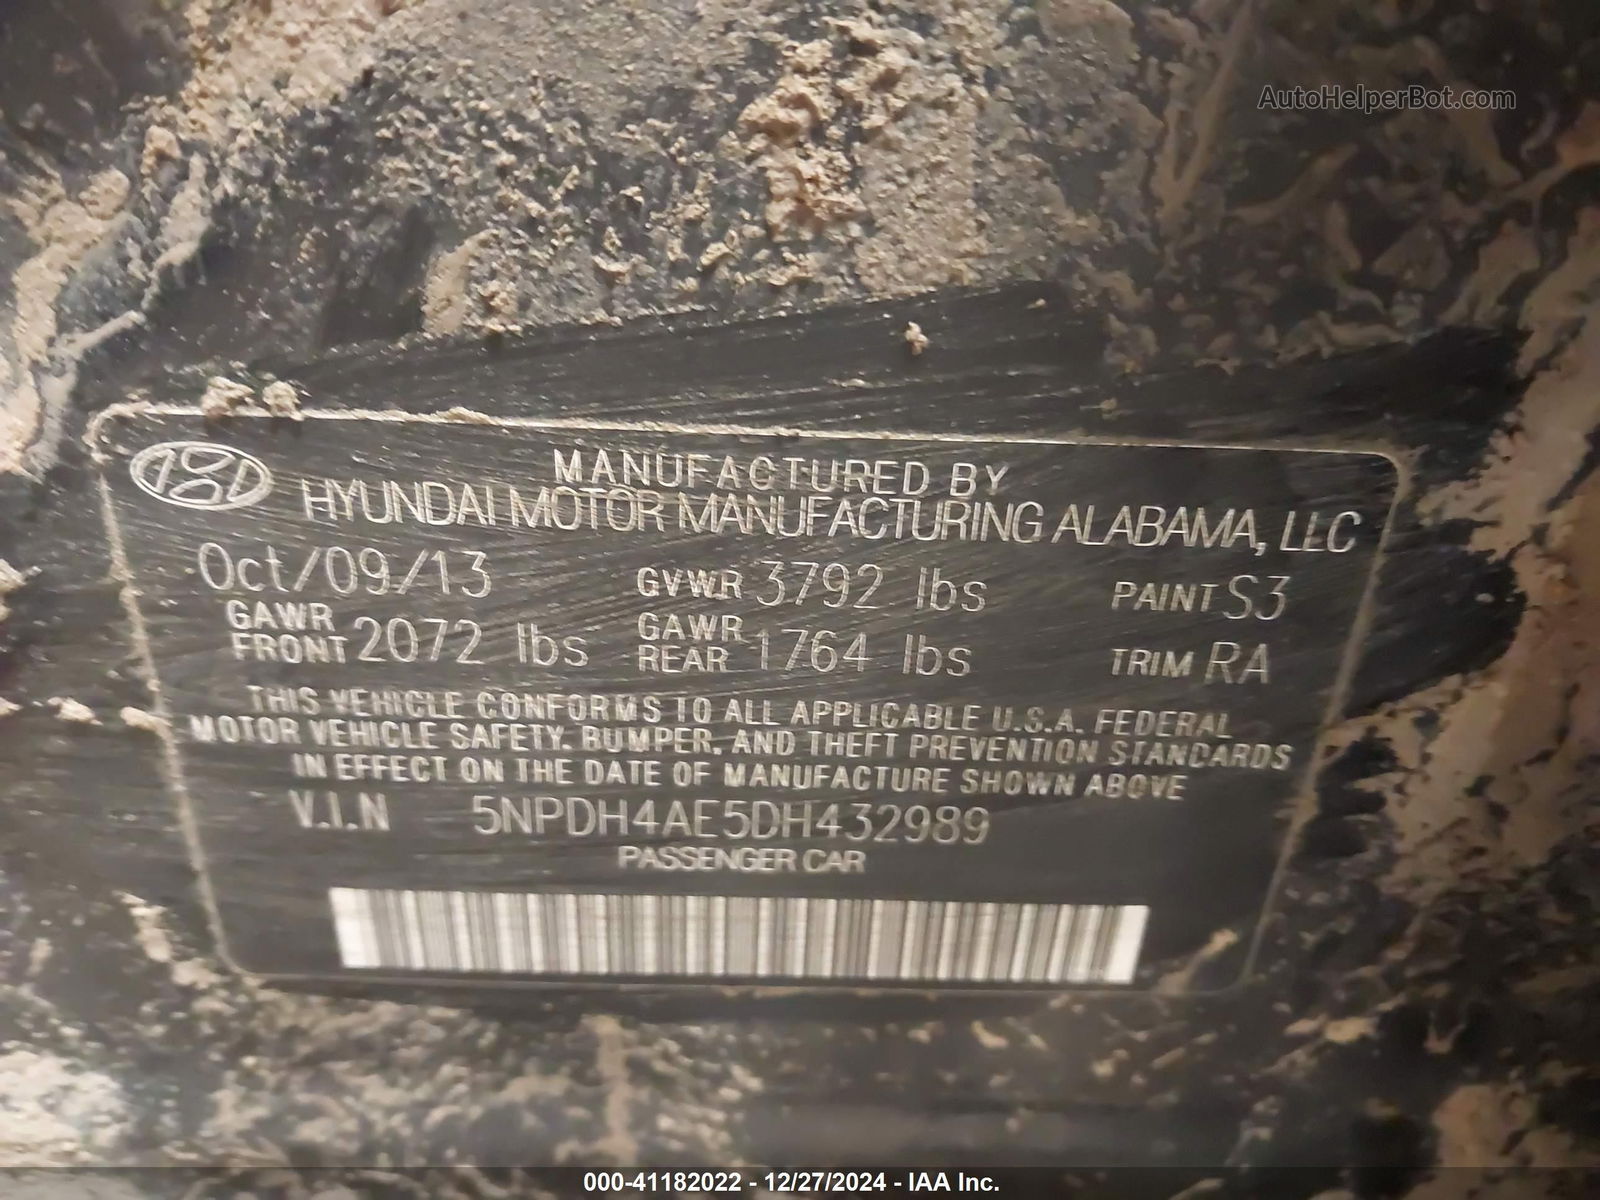 AutoHelperBot.com
MANUFACTURED BY
HYUNDAI MOTOR MANUFACTURING ALABAMA, LLC
Oct/09/13 GVWR 3792 lbs PAINT S3
GAWR FRONT 2072 lbs GAWR REAR 1764 lbs TRIM RA
THIS VEHICLE CONFORMS TO ALL APPLICABLE U.S.A. FEDERAL
MOTOR VEHICLE SAFETY, BUMPER, AND THEFT PREVENTION STANDARDS
IN EFFECT ON THE DATE OF MANUFACTURE SHOWN ABOVE
V.I.N 5NPDH4AE5DH432989
PASSENGER CAR
000-41182022 - 12/27/2024 - IAA Inc.